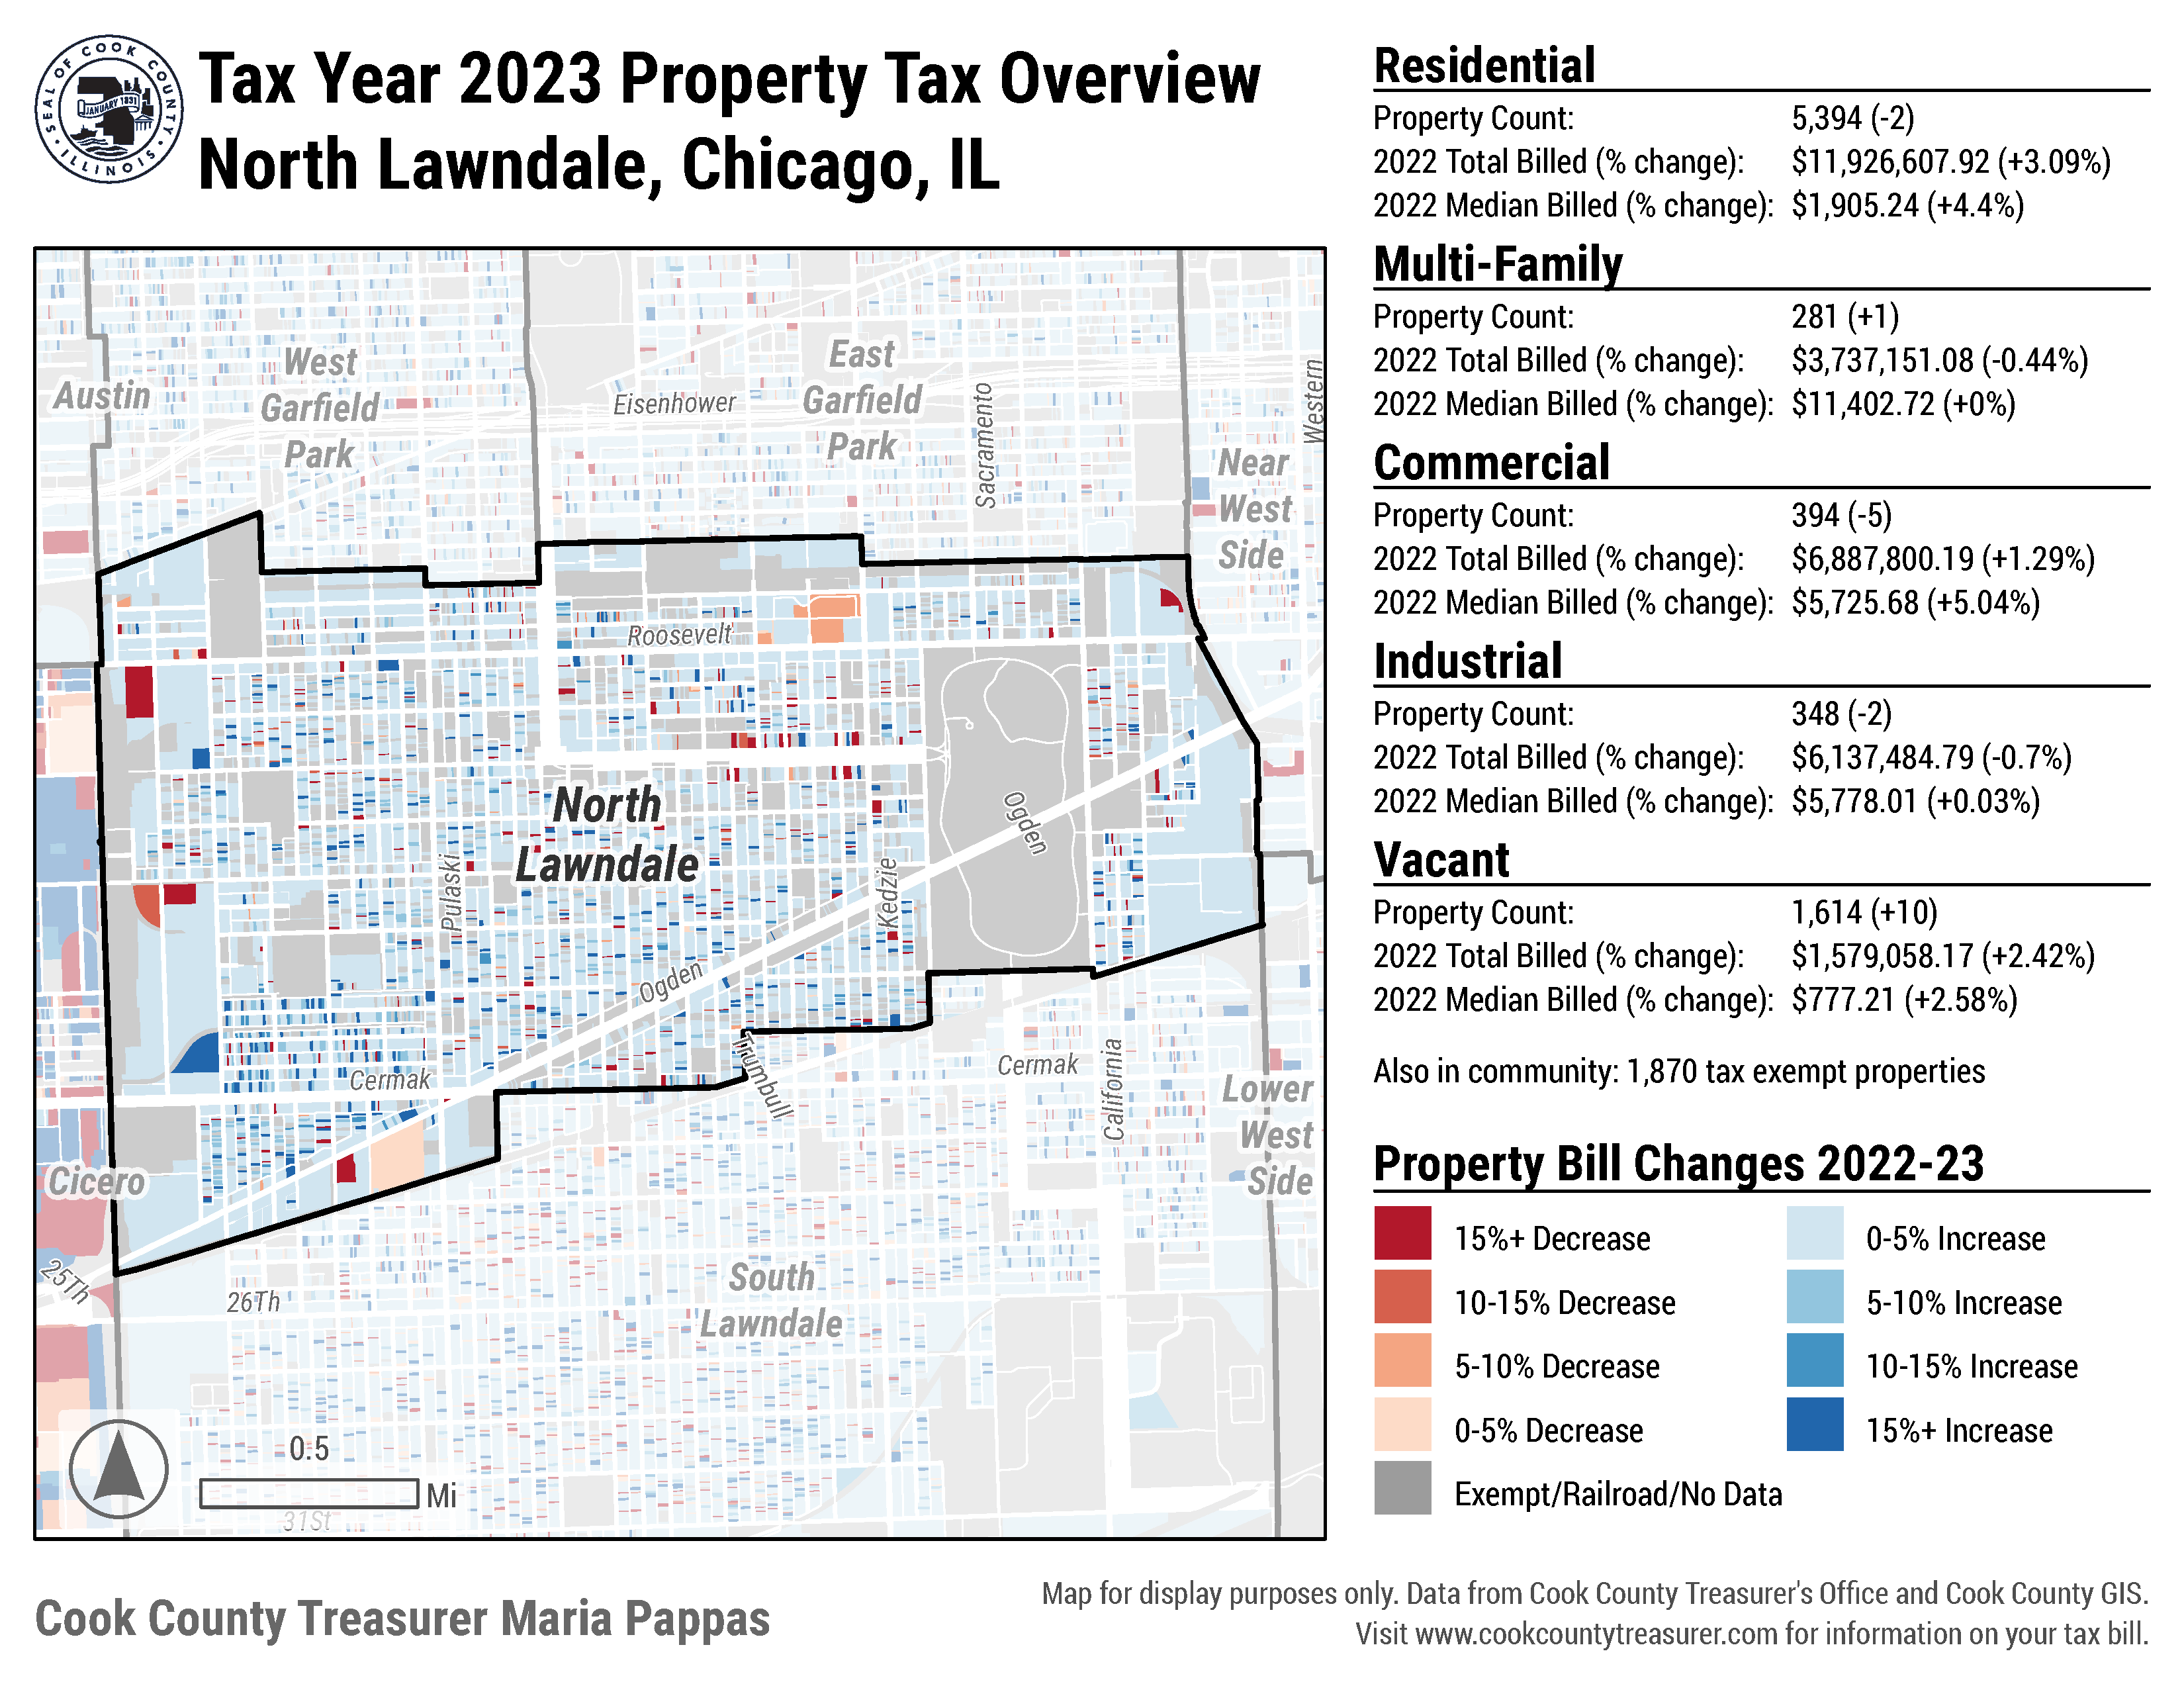 SEAL OF COOK COUNTY
ILLINOIS
JANUARY 1831
Tax Year 2023 Property Tax Overview
North Lawndale, Chicago, IL
Residential
Property Count: 5,394 (-2)
2022 Total Billed (% change): $11,926,607.92 (+3.09%)
2022 Median Billed (% change): $1,905.24 (+4.4%)
Multi-Family
Property Count: 281 (+1)
2022 Total Billed (% change): $3,737,151.08 (-0.44%)
2022 Median Billed (% change): $11,402.72 (+0%)
Commercial
Property Count: 394 (-5)
2022 Total Billed (% change): $6,887,800.19 (+1.29%)
2022 Median Billed (% change): $5,725.68 (+5.04%)
Industrial
Property Count: 348 (-2)
2022 Total Billed (% change): $6,137,484.79 (-0.7%)
2022 Median Billed (% change): $5,778.01 (+0.03%)
Vacant
Property Count: 1,614 (+10)
2022 Total Billed (% change): $1,579,058.17 (+2.42%)
2022 Median Billed (% change): $777.21 (+2.58%)
Also in community: 1,870 tax exempt properties
Property Bill Changes 2022-23
15%+ Decrease
10-15% Decrease
5-10% Decrease
0-5% Decrease
Exempt/Railroad/No Data
0-5% Increase
5-10% Increase
10-15% Increase
15%+ Increase
Austin
West
Garfield
Park
Eisenhower
East
Garfield
Park
Sacramento
Western
Near
West
Side
Roosevelt
North
Lawndale
Pulaski
Kedzie
Ogden
Ogden
Cermak
Trumbull
Cermak
California
Lower
West
Side
Cicero
25Th
26Th
South
Lawndale
0.5
Mi
31St
Cook County Treasurer Maria Pappas
Map for display purposes only. Data from Cook County Treasurer's Office and Cook County GIS.
Visit www.cookcountytreasurer.com for information on your tax bill.